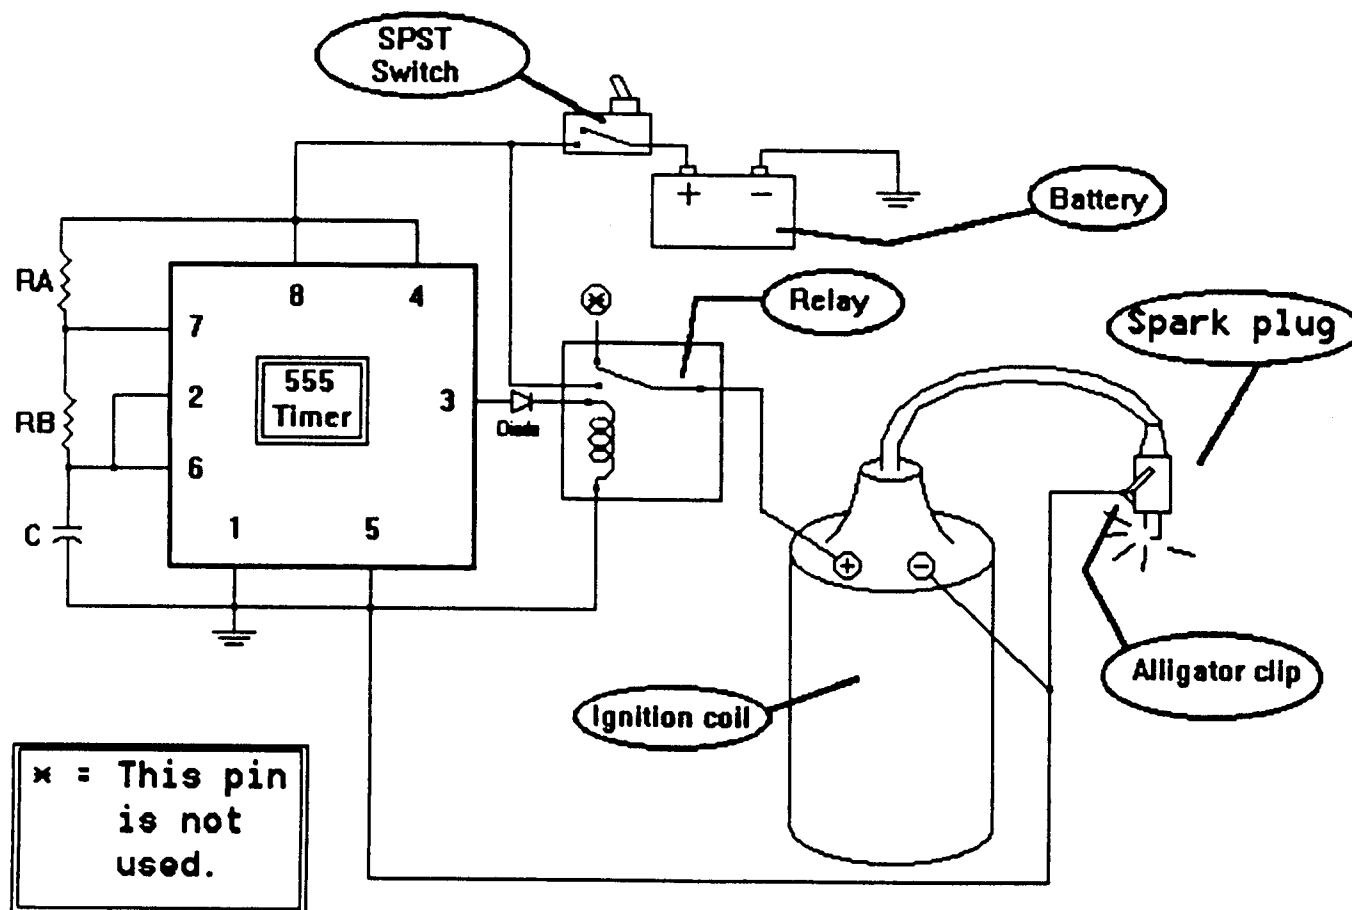 SPST
Switch
+ −
Battery
RA
8
4
Relay
7
Spark plug
555
Timer
2
3
Diode
RB
6
C
1
5
+ −
Alligator clip
Ignition coil
* = This pin
is not
used.
*